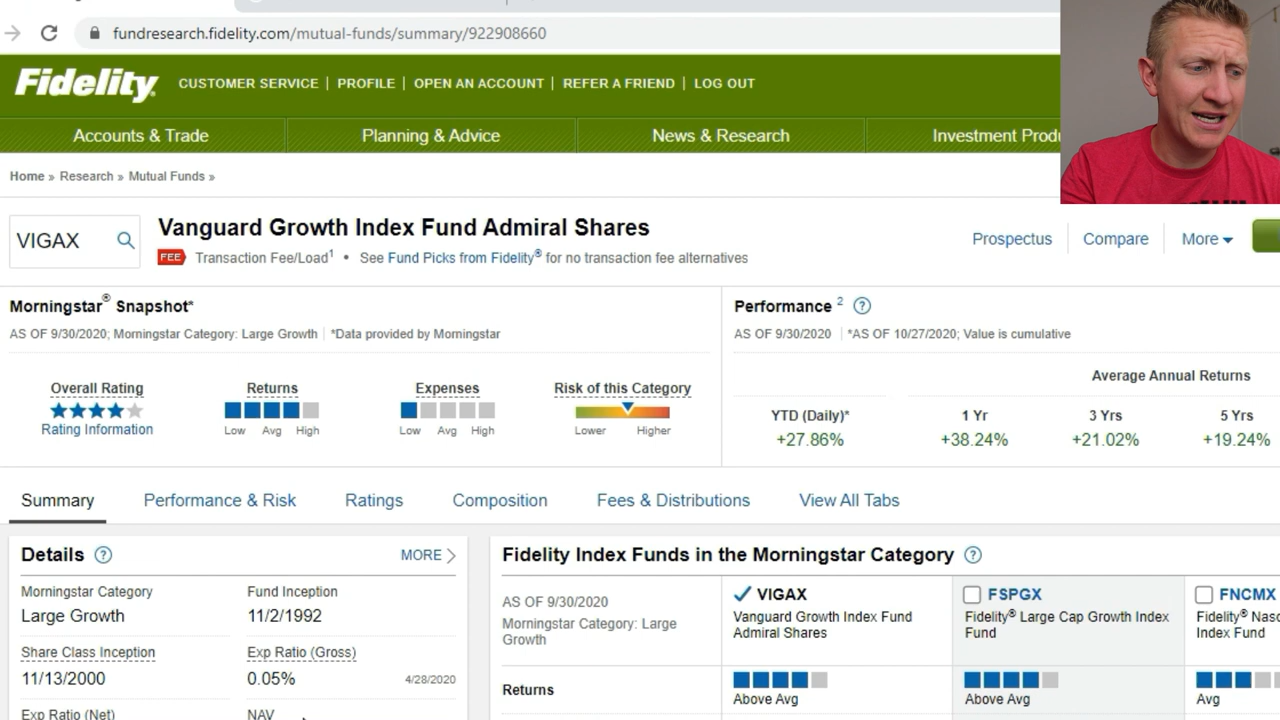 fundresearch.fidelity.com/mutual-funds/summary/922908660
Fidelity
CUSTOMER SERVICE | PROFILE | OPEN AN ACCOUNT | REFER A FRIEND | LOG OUT
Accounts & Trade Planning & Advice News & Research Investment
Home » Research » Mutual Funds »
VIGAX
Vanguard Growth Index Fund Admiral Shares
FEE Transaction Fee/Load1 • See Fund Picks from Fidelity® for no transaction fee alternatives
Prospectus Compare More
Morningstar® Snapshot*
AS OF 9/30/2020; Morningstar Category: Large Growth | *Data provided by Morningstar
Overall Rating Returns Expenses Risk of this Category
Rating Information Low Avg High Low Avg High Lower Higher
Performance 2 ?
AS OF 9/30/2020 | *AS OF 10/27/2020; Value is cumulative
Average Annual Returns
YTD (Daily)* 1 Yr 3 Yrs 5 Yrs
+27.86% +38.24% +21.02% +19.24%
Summary Performance & Risk Ratings Composition Fees & Distributions View All Tabs
Details ? MORE
Morningstar Category Fund Inception
Large Growth 11/2/1992
Share Class Inception Exp Ratio (Gross)
11/13/2000 0.05% 4/28/2020
Exp Ratio (Net) NAV
Fidelity Index Funds in the Morningstar Category ?
AS OF 9/30/2020
Morningstar Category: Large
Growth
VIGAX
Vanguard Growth Index Fund
Admiral Shares
FSPGX
Fidelity® Large Cap Growth Index
Fund
FNCMX
Fidelity®
Index Fund
Returns
Above Avg Above Avg Avg